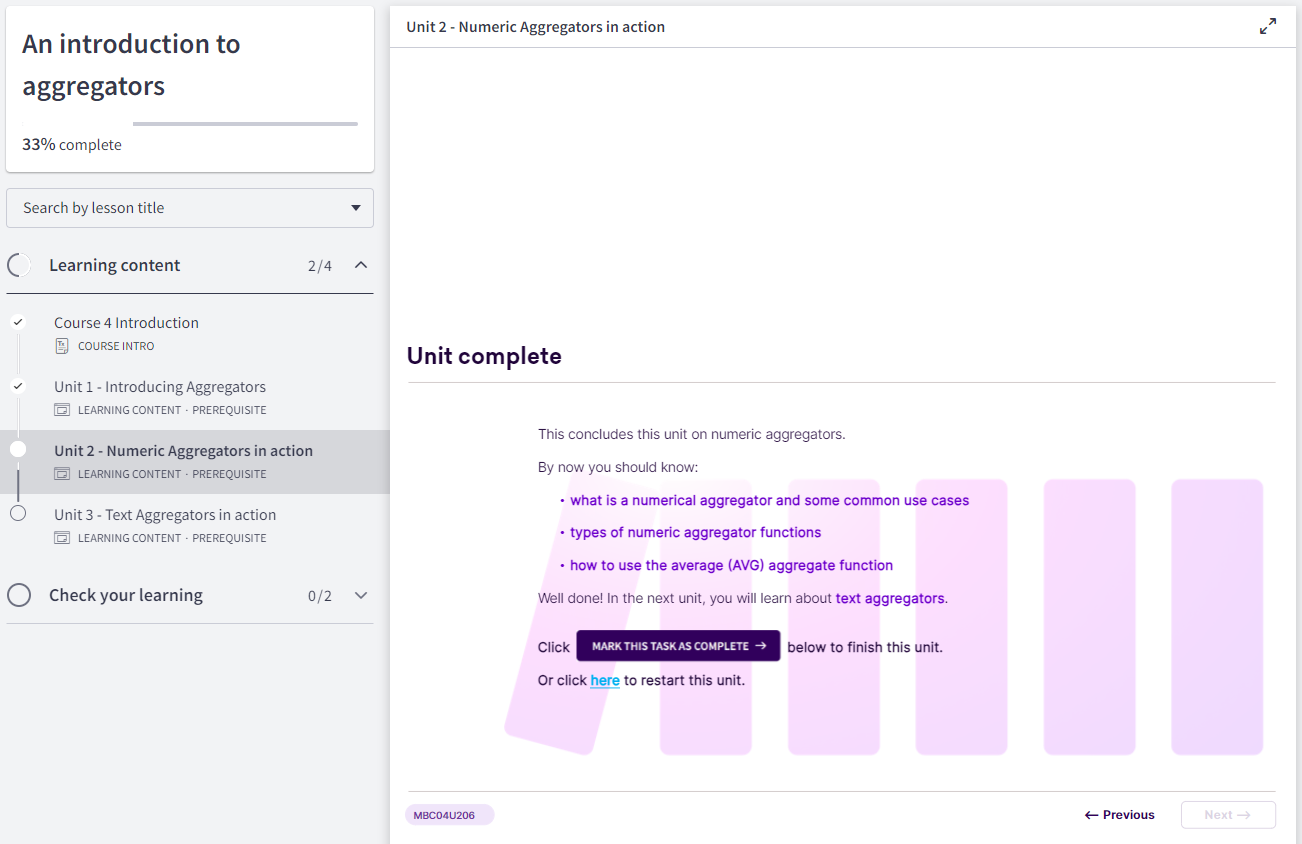 An introduction to
aggregators
33% complete
Search by lesson title
Learning content 2/4
Course 4 Introduction
COURSE INTRO
Unit 1 - Introducing Aggregators
LEARNING CONTENT · PREREQUISITE
Unit 2 - Numeric Aggregators in action
LEARNING CONTENT · PREREQUISITE
Unit 3 - Text Aggregators in action
LEARNING CONTENT · PREREQUISITE
Check your learning 0/2
Unit 2 - Numeric Aggregators in action
Unit complete
This concludes this unit on numeric aggregators.
By now you should know:
• what is a numerical aggregator and some common use cases
• types of numeric aggregator functions
• how to use the average (AVG) aggregate function
Well done! In the next unit, you will learn about text aggregators.
Click MARK THIS TASK AS COMPLETE → below to finish this unit.
Or click here to restart this unit.
MBC04U206
← Previous
Next →